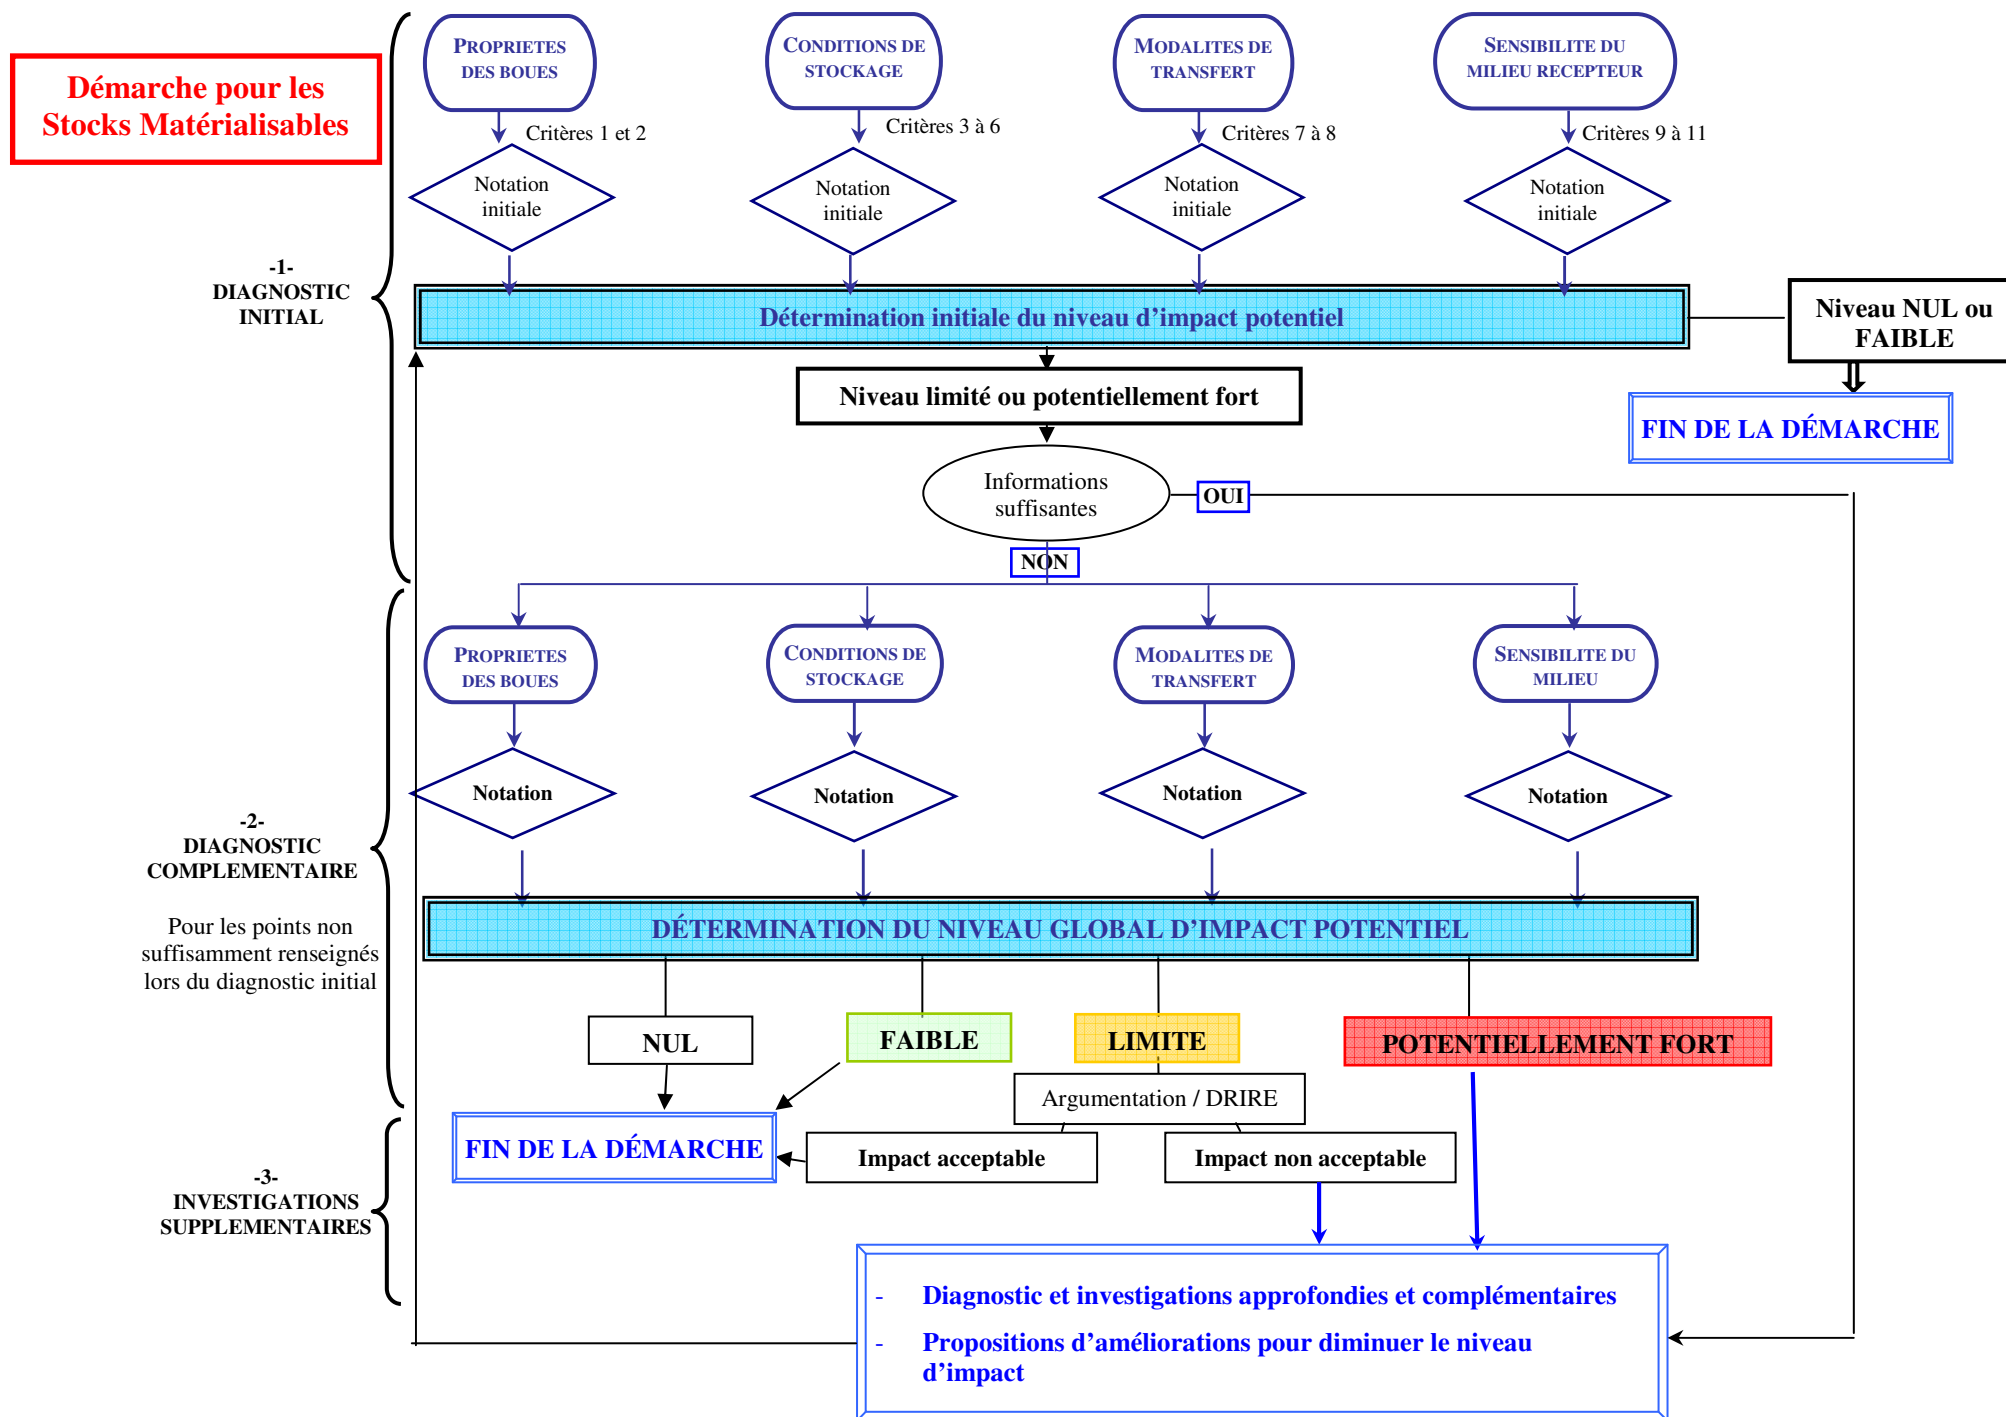 Démarche pour les
Stocks Matérialisables
PROPRIETES
DES BOUES
CONDITIONS DE
STOCKAGE
MODALITES DE
TRANSFERT
SENSIBILITE DU
MILIEU RECEPTEUR
Critères 1 et 2
Critères 3 à 6
Critères 7 à 8
Critères 9 à 11
Notation
initiale
Notation
initiale
Notation
initiale
Notation
initiale
-1-
DIAGNOSTIC
INITIAL
Détermination initiale du niveau d’impact potentiel
Niveau NUL ou
FAIBLE
Niveau limité ou potentiellement fort
FIN DE LA DÉMARCHE
Informations
suffisantes
OUI
NON
PROPRIETES
DES BOUES
CONDITIONS DE
STOCKAGE
MODALITES DE
TRANSFERT
SENSIBILITE DU
MILIEU
Notation
Notation
Notation
Notation
-2-
DIAGNOSTIC
COMPLEMENTAIRE
Pour les points non
suffisamment renseignés
lors du diagnostic initial
DÉTERMINATION DU NIVEAU GLOBAL D’IMPACT POTENTIEL
NUL
FAIBLE
LIMITE
POTENTIELLEMENT FORT
Argumentation / DRIRE
FIN DE LA DÉMARCHE
Impact acceptable
Impact non acceptable
-3-
INVESTIGATIONS
SUPPLEMENTAIRES
- Diagnostic et investigations approfondies et complémentaires
- Propositions d’améliorations pour diminuer le niveau
d’impact